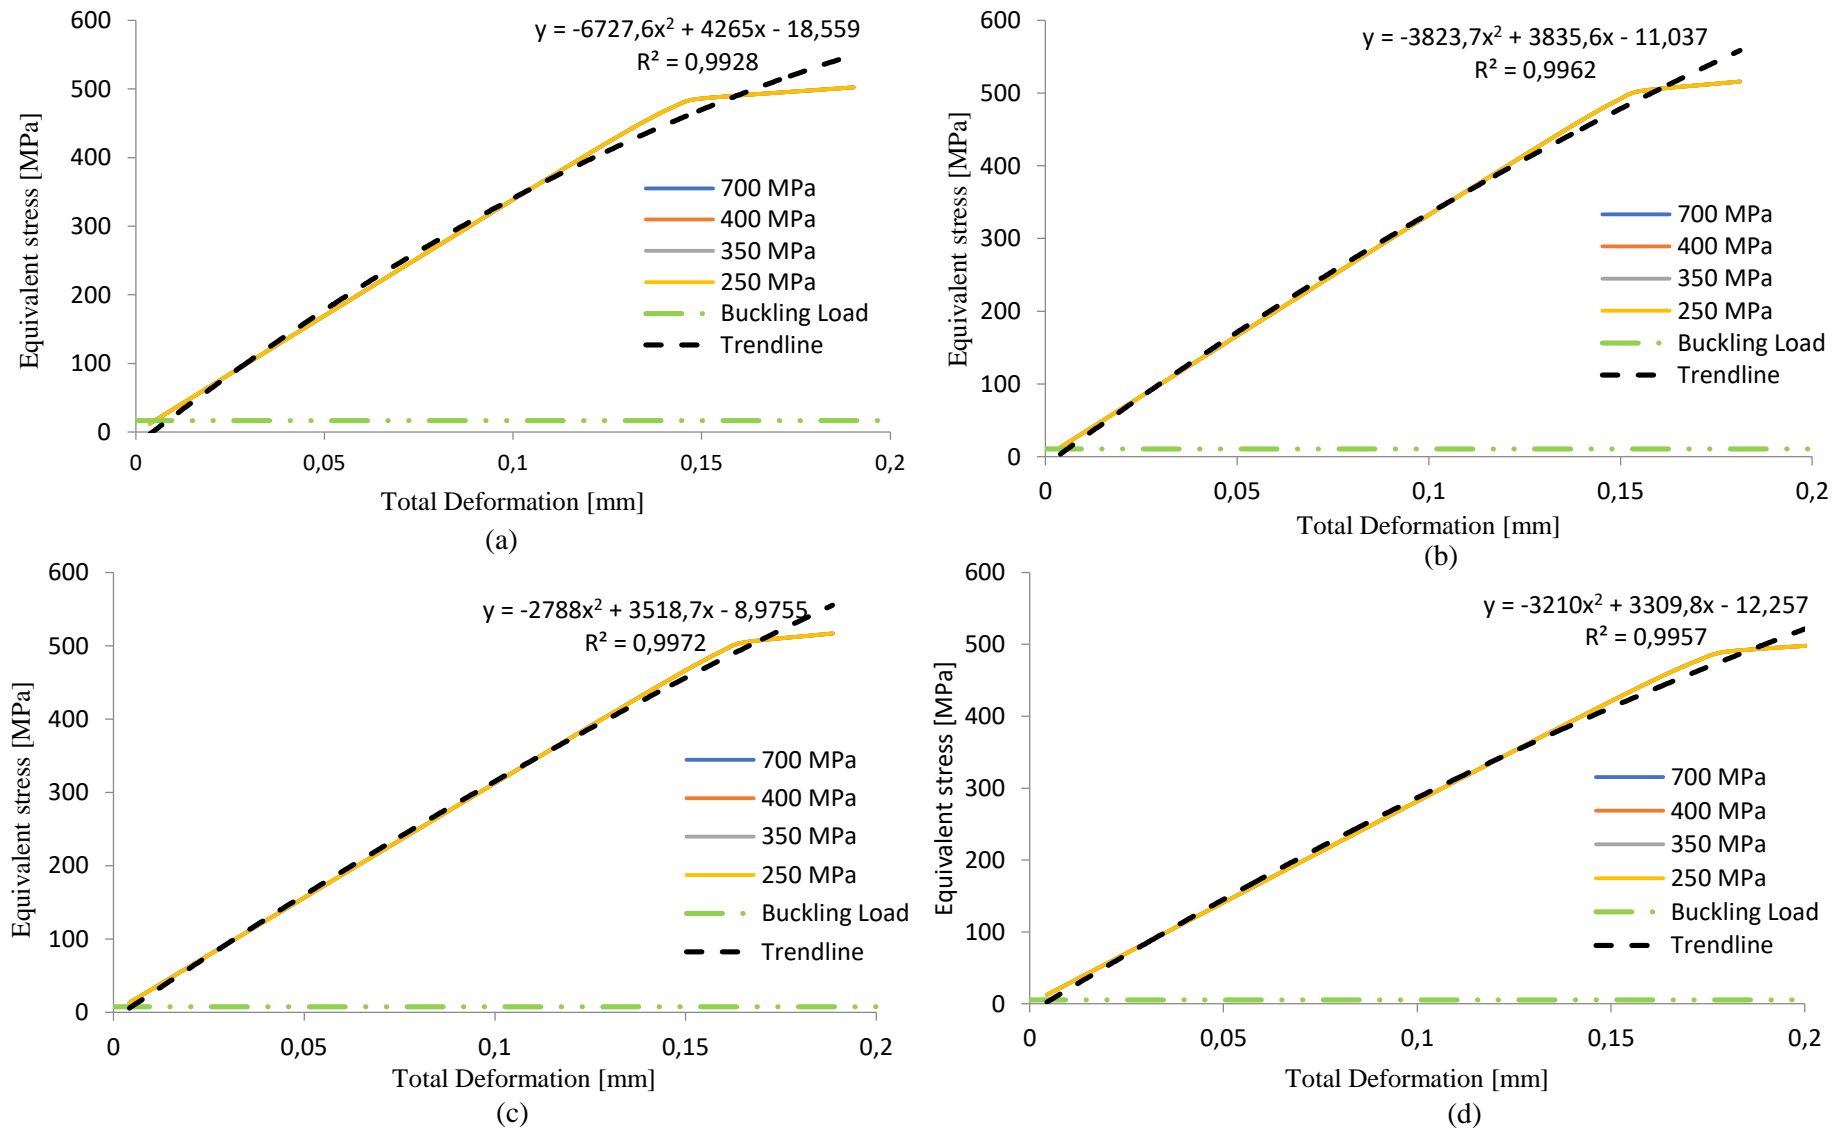 600
500
400
300
200
100
0
Equivalent stress [MPa]
y = -6727,6x² + 4265x - 18,559
R² = 0,9928
700 MPa
400 MPa
350 MPa
250 MPa
Buckling Load
Trendline
0 0,05 0,1 0,15 0,2
Total Deformation [mm]
(a)
600
500
400
300
200
100
0
Equivalent stress [MPa]
y = -3823,7x² + 3835,6x - 11,037
R² = 0,9962
700 MPa
400 MPa
350 MPa
250 MPa
Buckling Load
Trendline
0 0,05 0,1 0,15 0,2
Total Deformation [mm]
(b)
600
500
400
300
200
100
0
Equivalent stress [MPa]
y = -2788x² + 3518,7x - 8,9755
R² = 0,9972
700 MPa
400 MPa
350 MPa
250 MPa
Buckling Load
Trendline
0 0,05 0,1 0,15 0,2
Total Deformation [mm]
(c)
600
500
400
300
200
100
0
Equivalent stress [MPa]
y = -3210x² + 3309,8x - 12,257
R² = 0,9957
700 MPa
400 MPa
350 MPa
250 MPa
Buckling Load
Trendline
0 0,05 0,1 0,15 0,2
Total Deformation [mm]
(d)